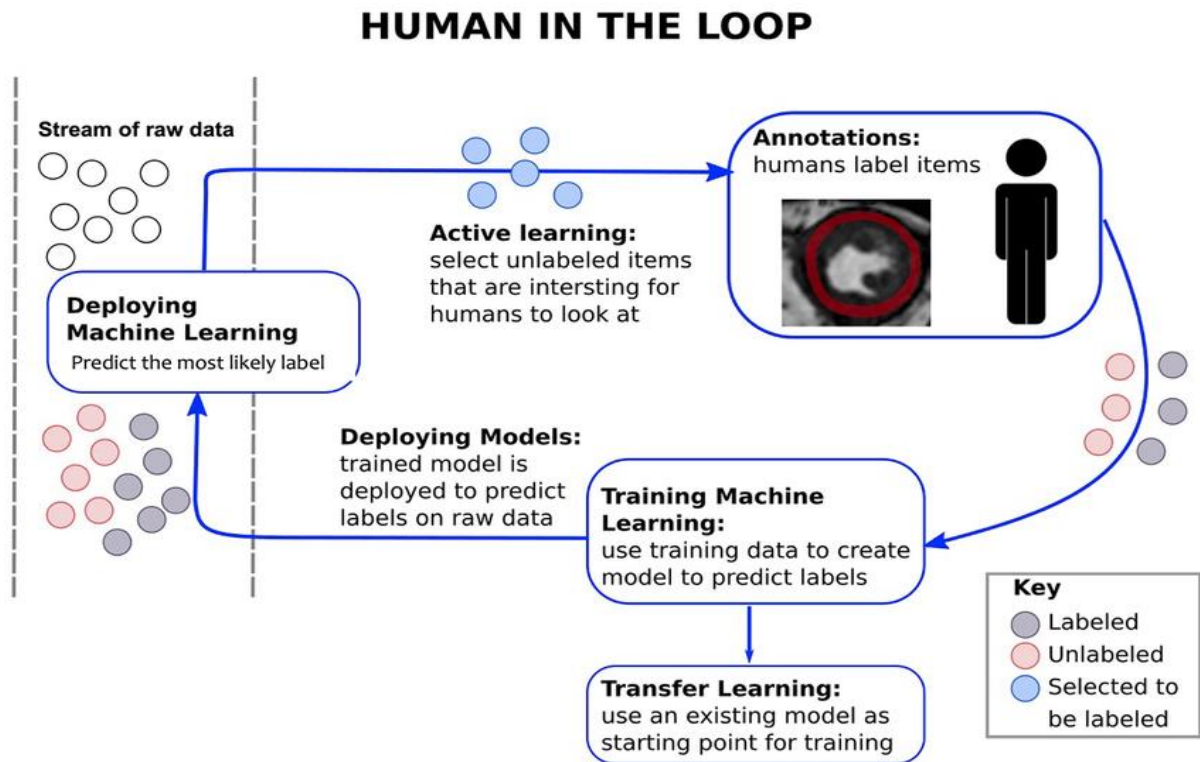 HUMAN IN THE LOOP
Stream of raw data
Deploying
Machine Learning
Predict the most likely label
Active learning:
select unlabeled items
that are intersting for
humans to look at
Annotations:
humans label items
Deploying Models:
trained model is
deployed to predict
labels on raw data
Training Machine
Learning:
use training data to create
model to predict labels
Transfer Learning:
use an existing model as
starting point for training
Key
Labeled
Unlabeled
Selected to
be labeled